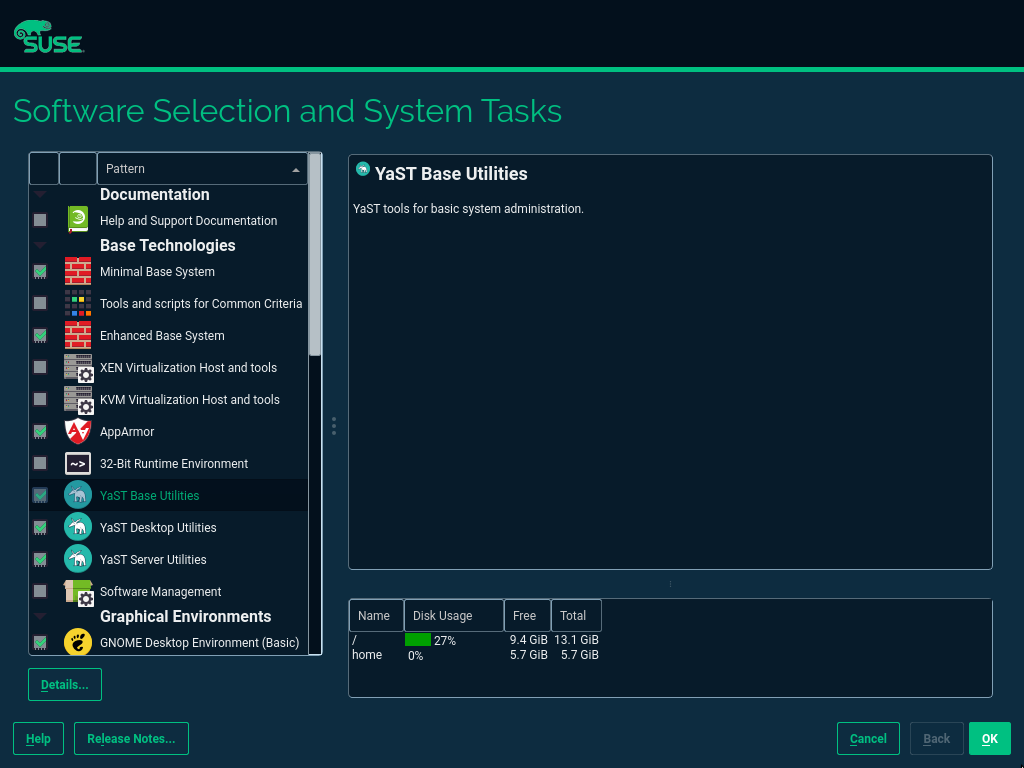 SUSE
Software Selection and System Tasks
Pattern
Documentation
Help and Support Documentation
Base Technologies
Minimal Base System
Tools and scripts for Common Criteria
Enhanced Base System
XEN Virtualization Host and tools
KVM Virtualization Host and tools
AppArmor
~>
32-Bit Runtime Environment
YaST Base Utilities
YaST Desktop Utilities
YaST Server Utilities
Software Management
Graphical Environments
GNOME Desktop Environment (Basic)
Details...
YaST Base Utilities
YaST tools for basic system administration.
Name Disk Usage Free Total
/ 27% 9.4 GiB 13.1 GiB
home 0% 5.7 GiB 5.7 GiB
Help Release Notes... Cancel Back OK